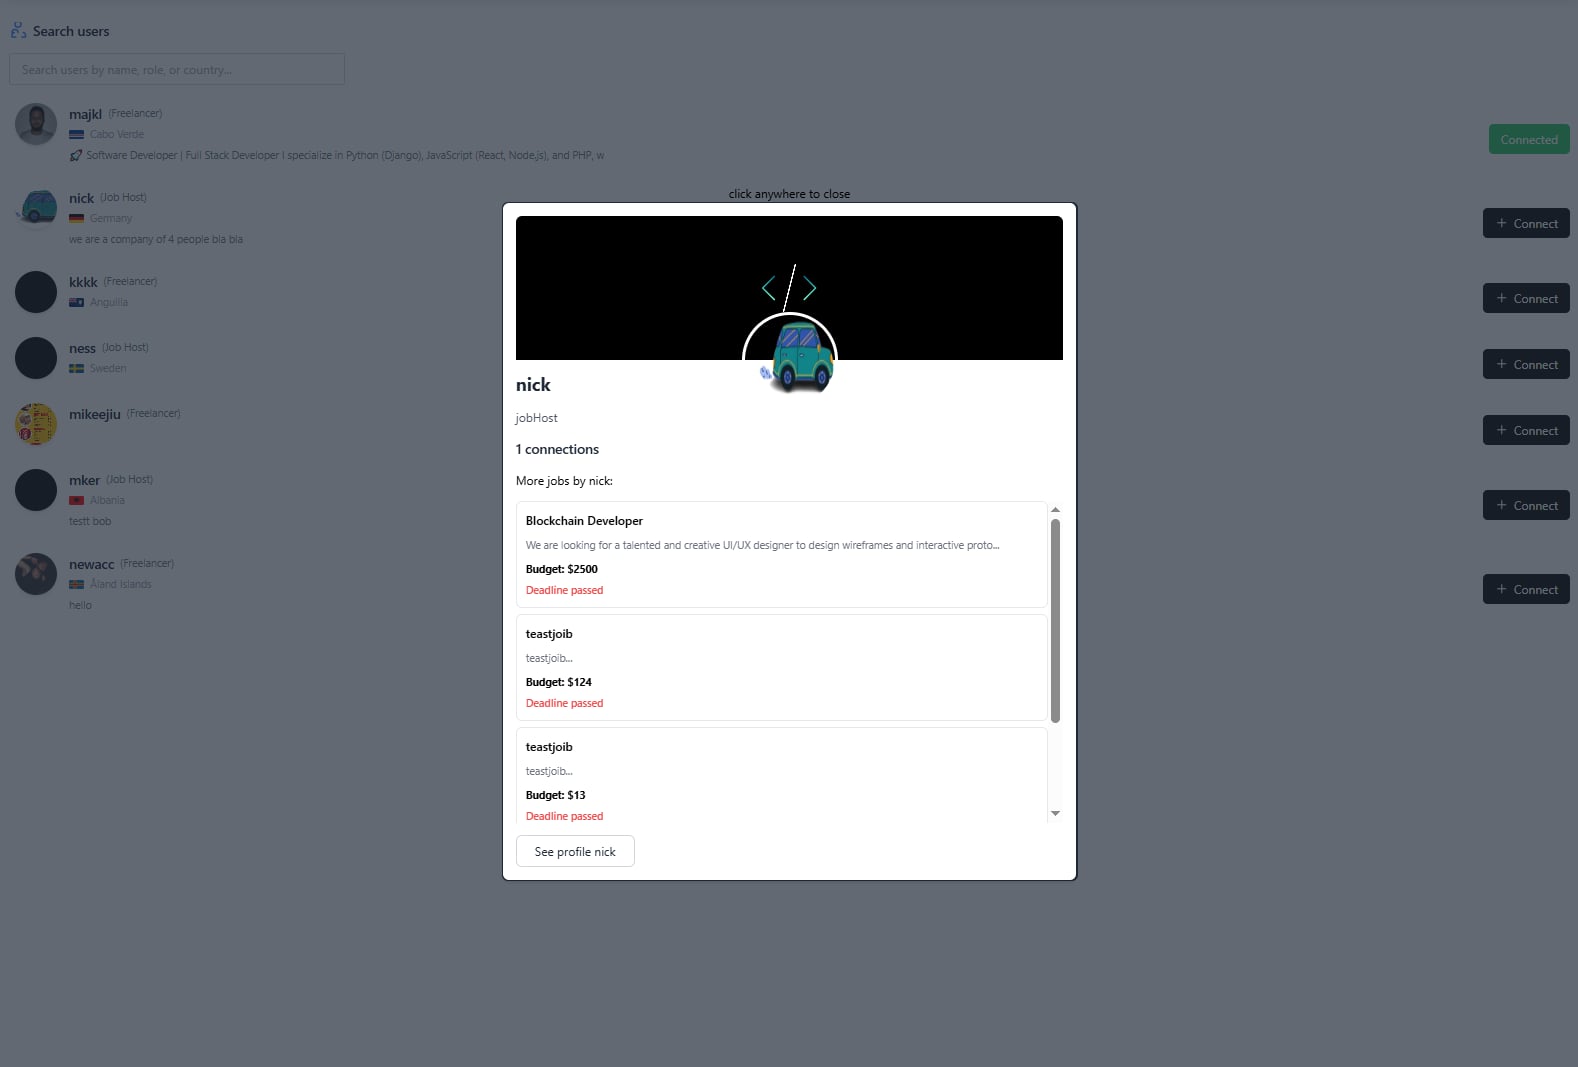 Search users
Search users by name, role, or country...
majkl (Freelancer)
Cabo Verde
🚀 Software Developer | Full Stack Developer I specialize in Python (Django), JavaScript (React, Node.js), and PHP, w
Connected
nick (Job Host)
Germany
we are a company of 4 people bla bla
+ Connect
kkkk (Freelancer)
Anguilla
+ Connect
ness (Job Host)
Sweden
+ Connect
mikeejiu (Freelancer)
+ Connect
mker (Job Host)
Albania
testt bob
+ Connect
newacc (Freelancer)
Åland Islands
hello
+ Connect
click anywhere to close
</>
nick
jobHost
1 connections
More jobs by nick:
Blockchain Developer
We are looking for a talented and creative UI/UX designer to design wireframes and interactive proto...
Budget: $2500
Deadline passed
teastjoib
teastjoib...
Budget: $124
Deadline passed
teastjoib
teastjoib...
Budget: $13
Deadline passed
See profile nick